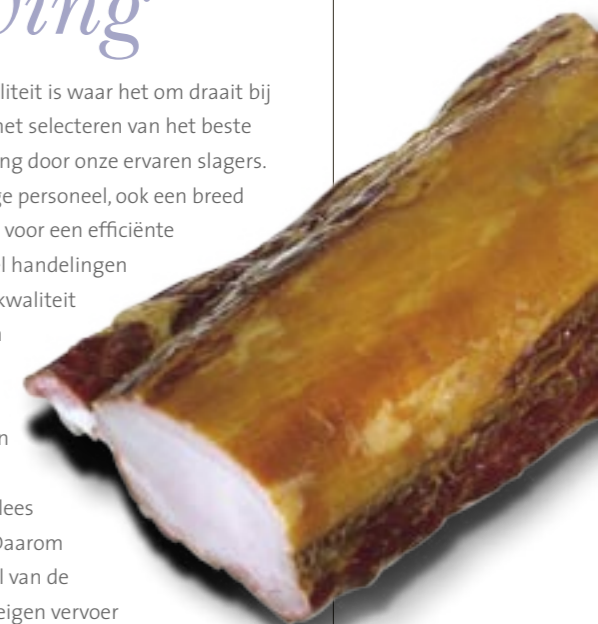 ing
liteit is waar het om draait bij
het selecteren van het beste
ng door onze ervaren slagers.
ge personeel, ook een breed
voor een efficiënte
l handelingen
kwaliteit
n
lees
Daarom
l van de
eigen vervoer